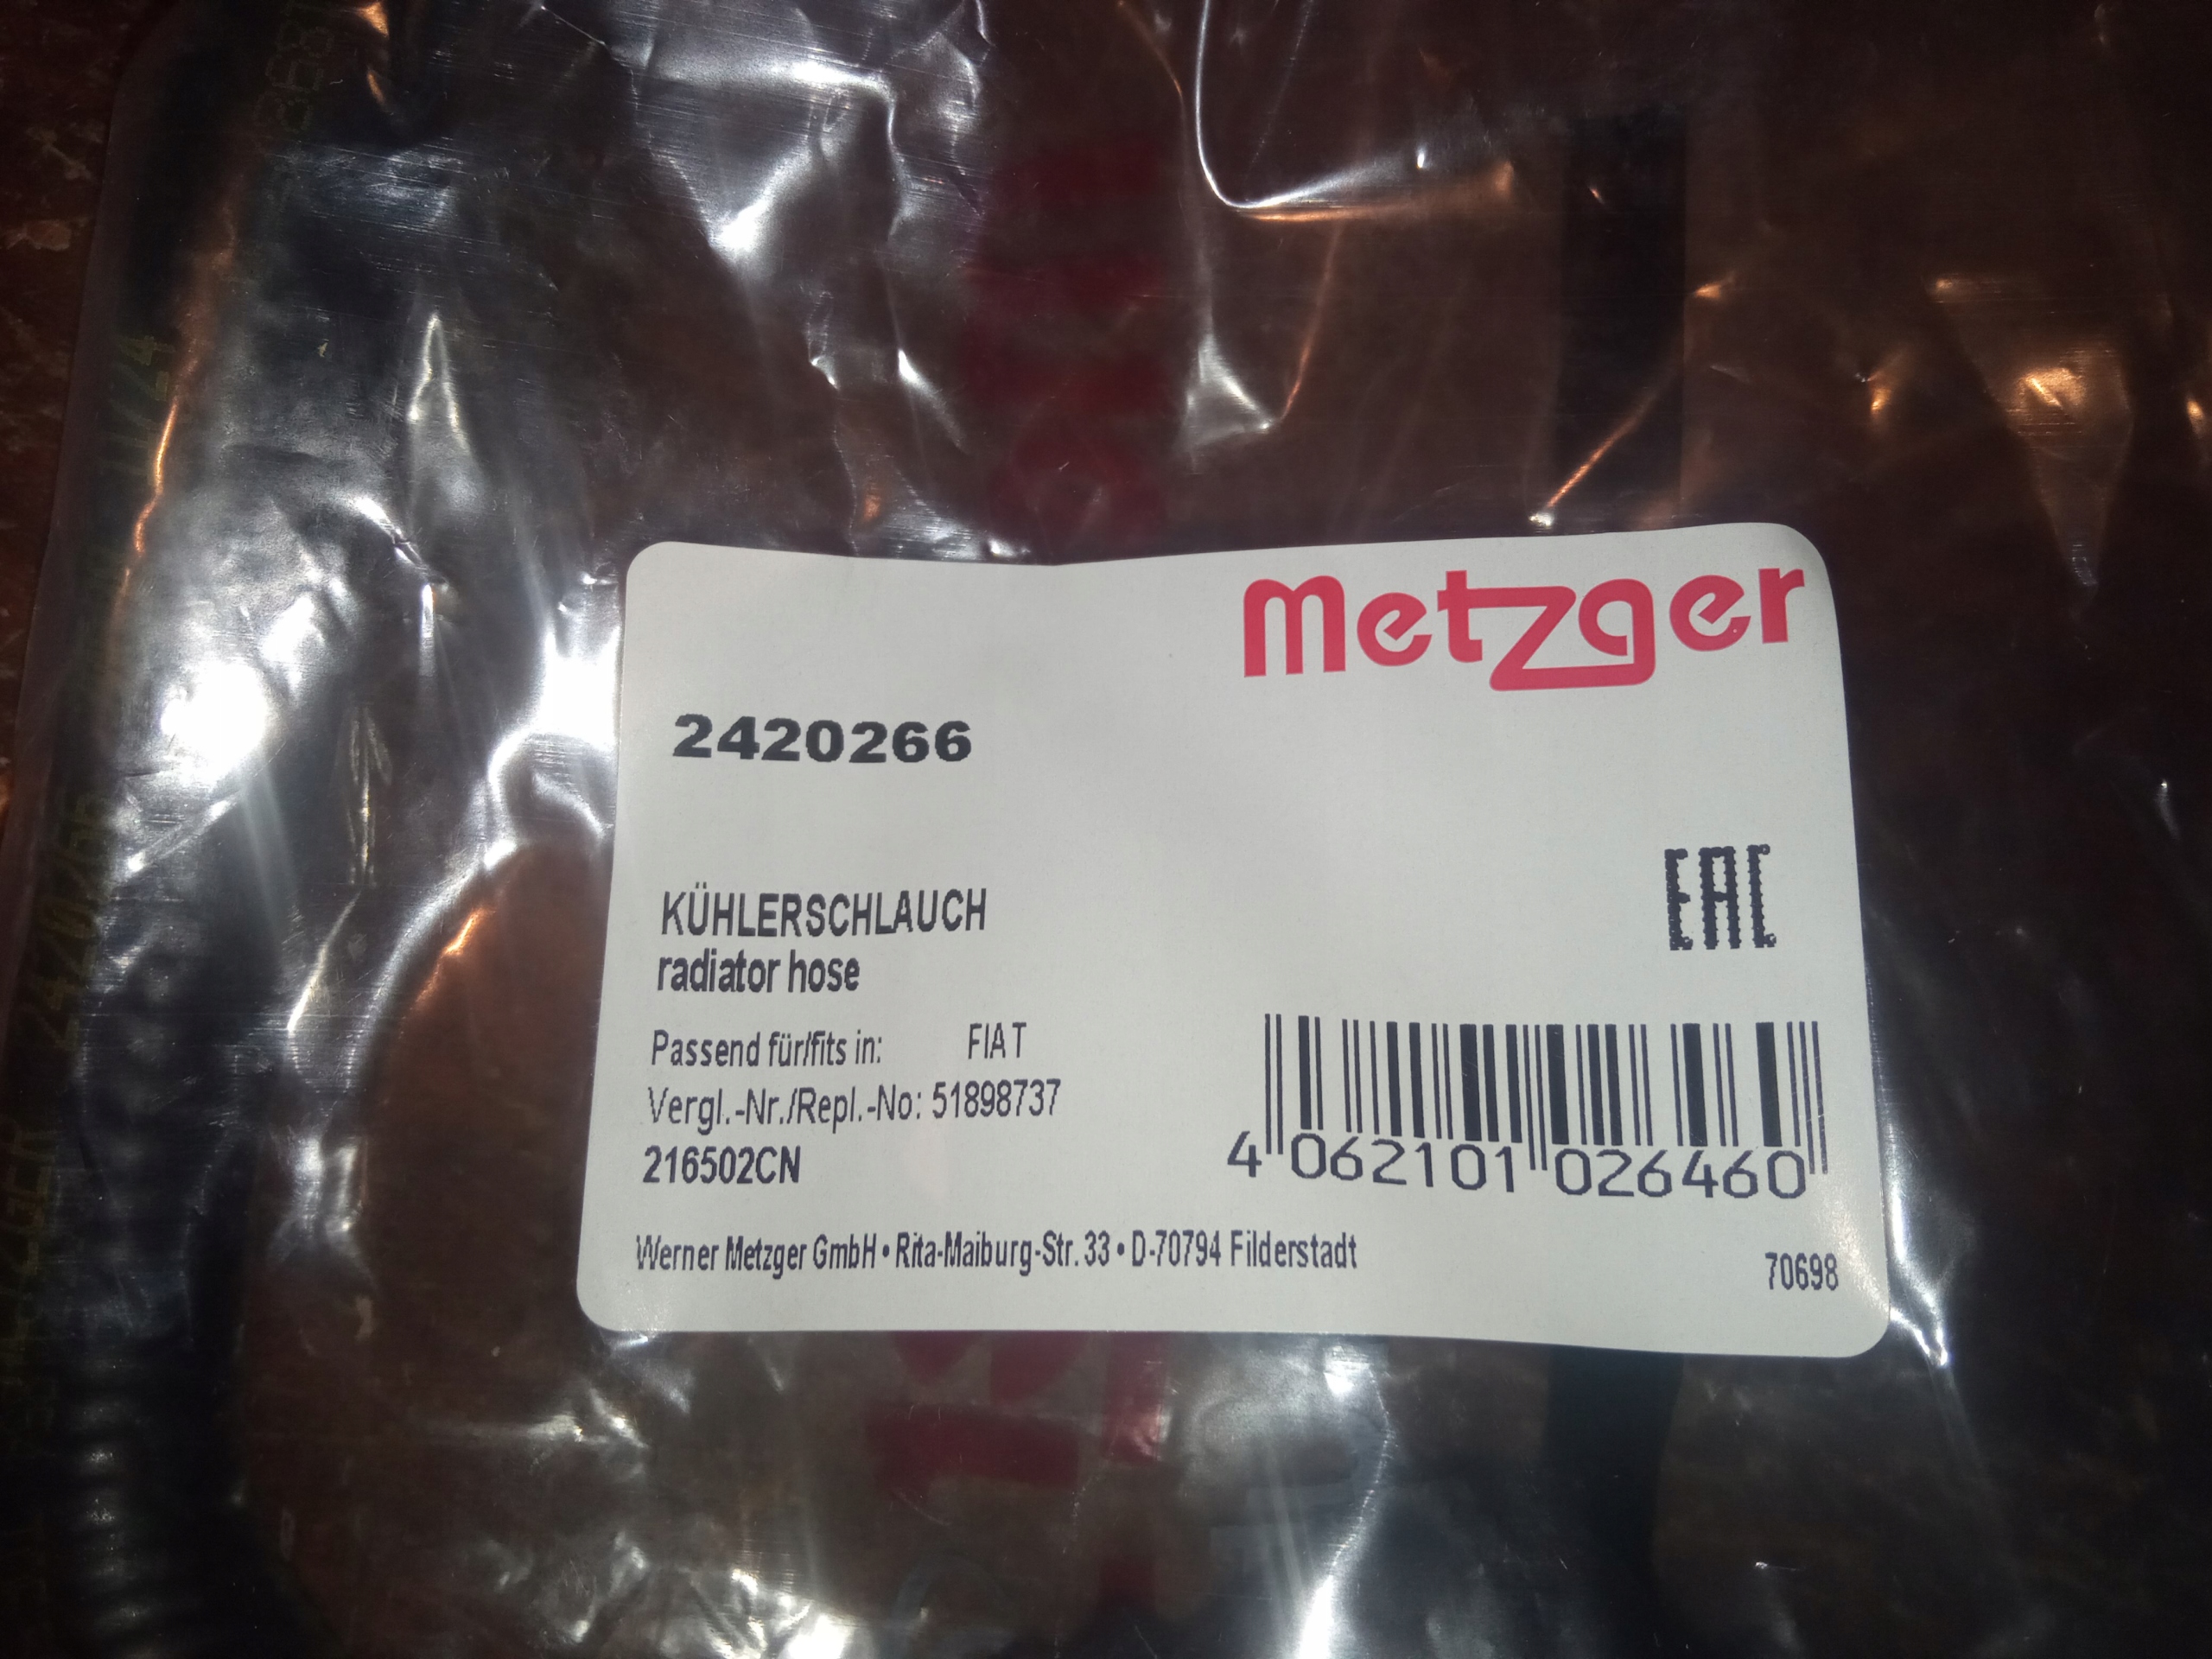 metzger
2420266
EAC
KÜHLERSCHLAUCH
radiator hose
Passend für/fits in: FIAT
Vergl.-Nr./Repl.-No: 51898737
216502CN
4 062101 026460
Werner Metzger GmbH • Rita-Maiburg-Str. 33 • D-70794 Filderstadt
70698